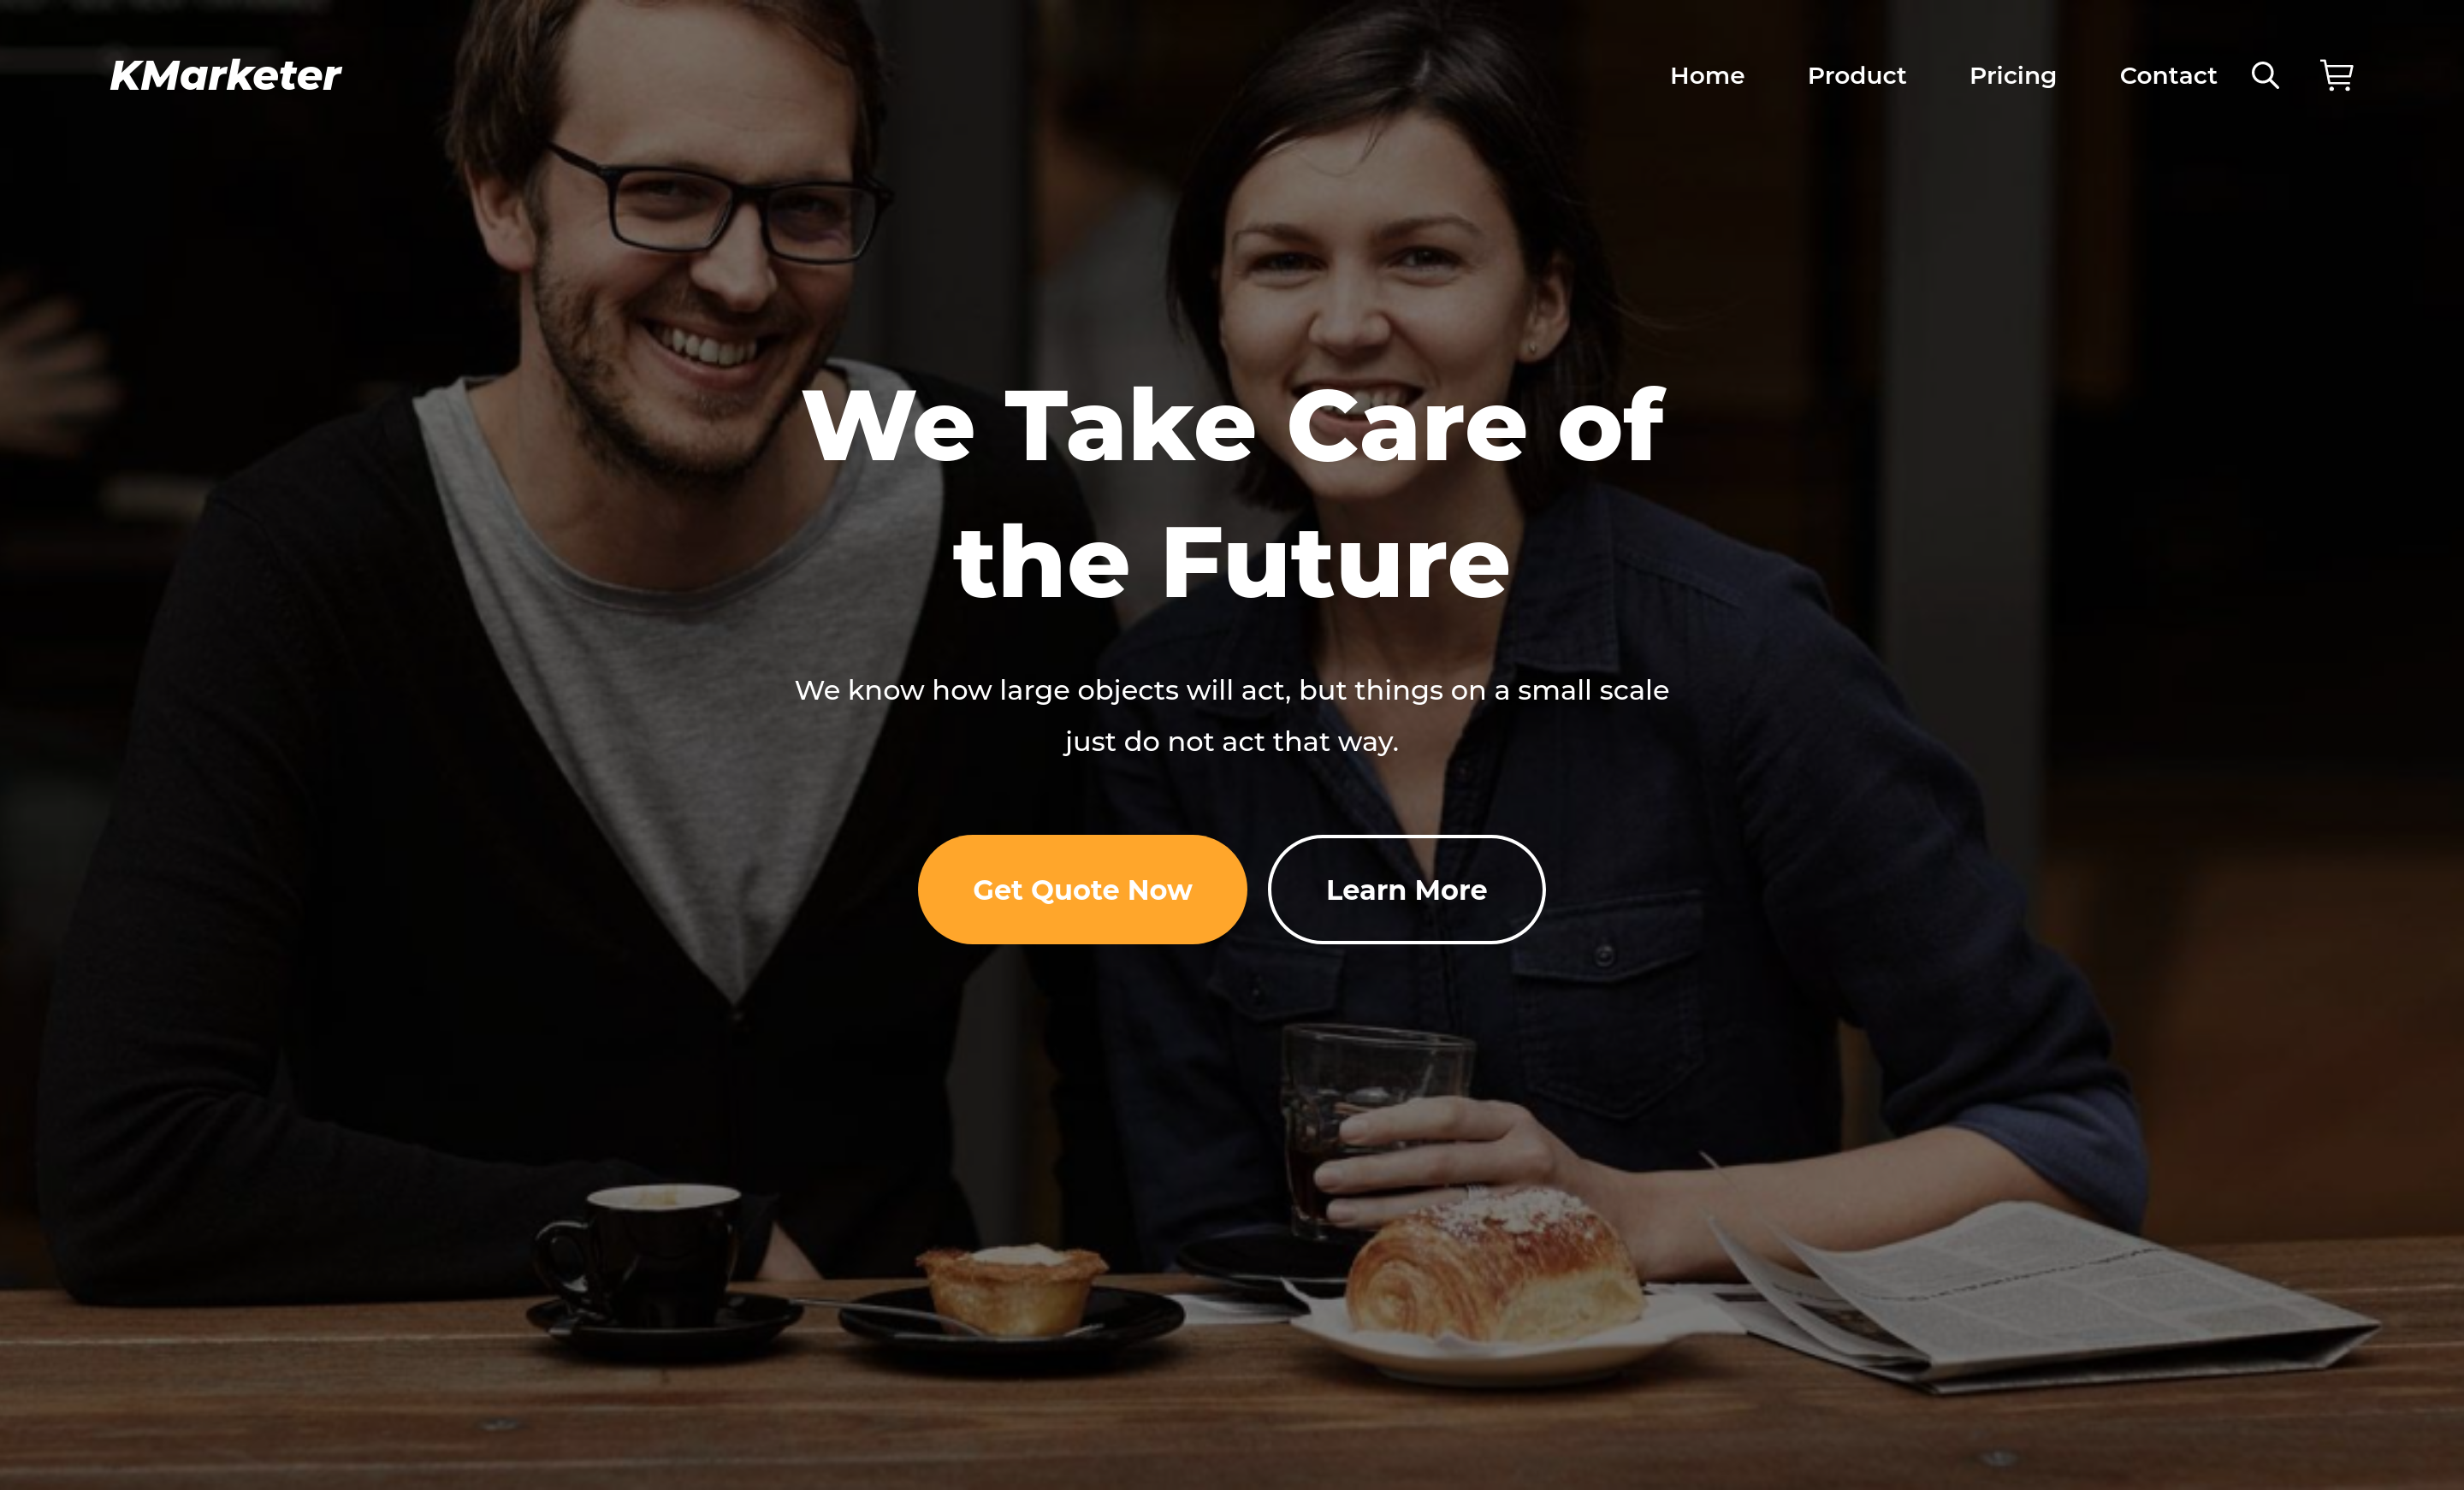 KMarketer
Home Product Pricing Contact
We Take Care of
the Future
We know how large objects will act, but things on a small scale
just do not act that way.
Get Quote Now Learn More